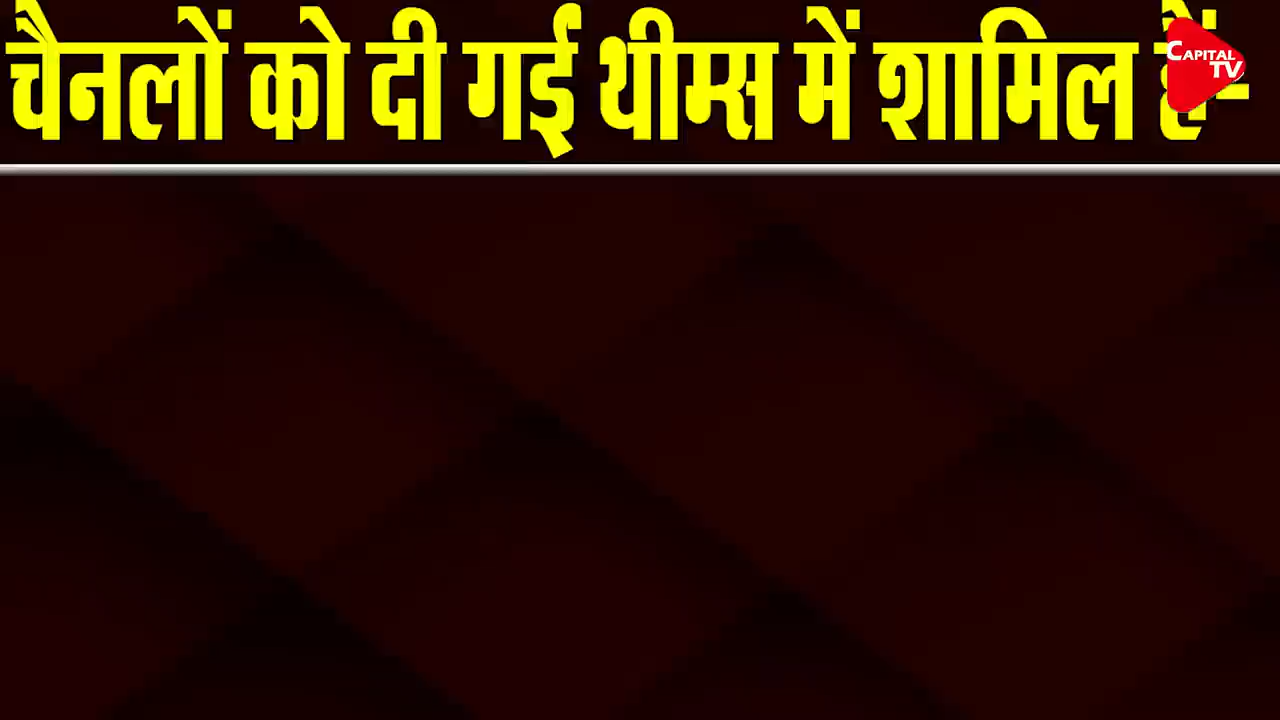 चैनलों को दी गई थीम्स में शामिल हैं-
CAPITAL
TV